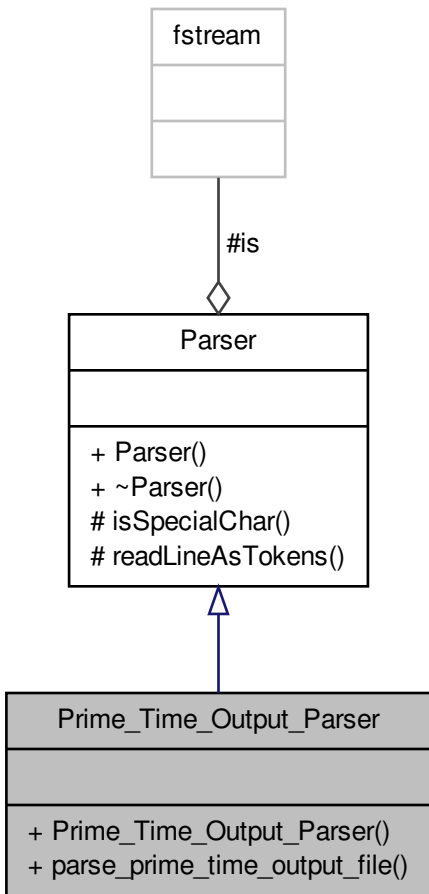 fstream
#is
Parser
+ Parser()
+ ~Parser()
# isSpecialChar()
# readLineAsTokens()
Prime_Time_Output_Parser
+ Prime_Time_Output_Parser()
+ parse_prime_time_output_file()